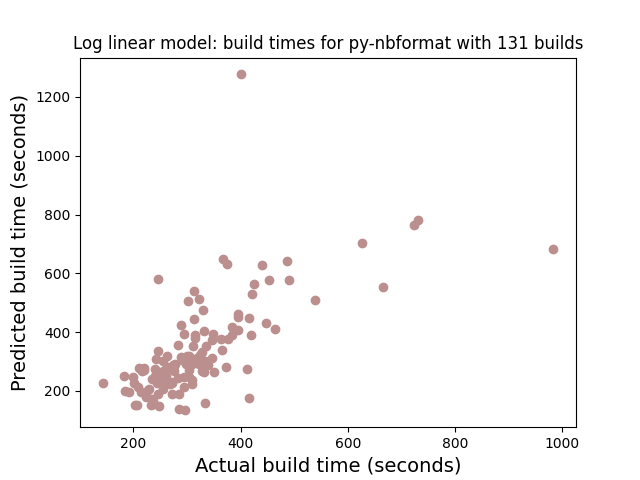 Log linear model: build times for py-nbformat with 131 builds
Predicted build time (seconds)
1200
1000
800
600
400
200
200 400 600 800 1000
Actual build time (seconds)